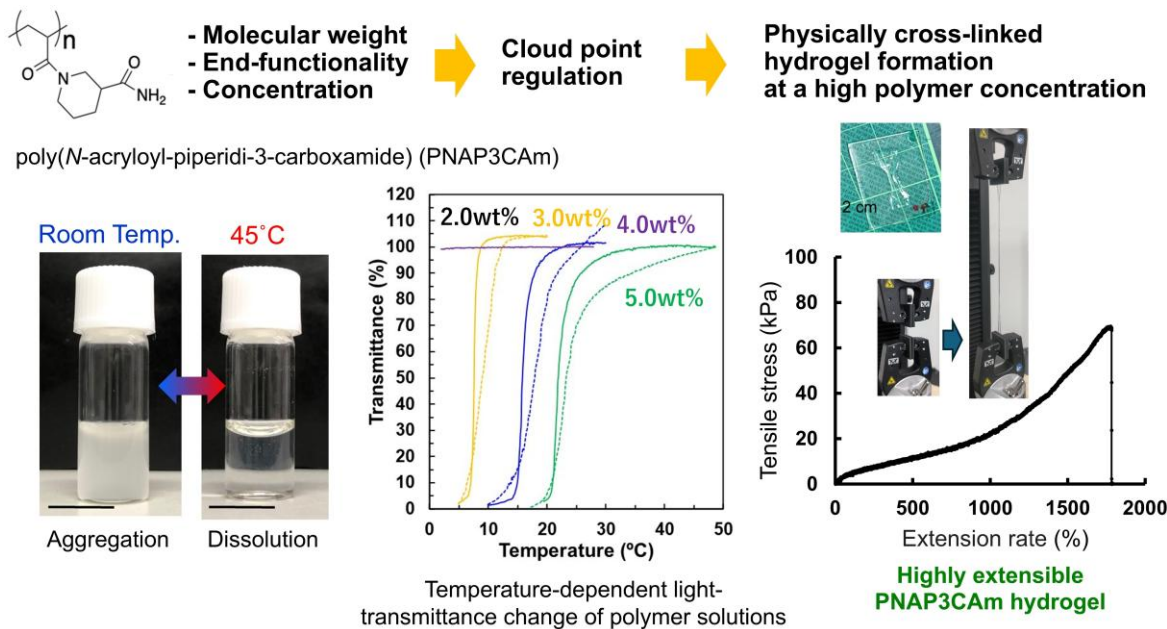 ( )n
O
N
O
NH₂
- Molecular weight
- End-functionality
- Concentration
Cloud point
regulation
Physically cross-linked
hydrogel formation
at a high polymer concentration
poly(N-acryloyl-piperidi-3-carboxamide) (PNAP3CAm)
Room Temp.
45˚C
Aggregation
Dissolution
Transmittance (%)
120
110
100
90
80
70
60
50
40
30
20
10
0
2.0wt%
3.0wt%
4.0wt%
5.0wt%
0
10
20
30
40
50
Temperature (ºC)
Temperature-dependent light-
transmittance change of polymer solutions
2 cm
Tensile stress (kPa)
100
80
60
40
20
0
0
500
1000
1500
2000
Extension rate (%)
Highly extensible
PNAP3CAm hydrogel